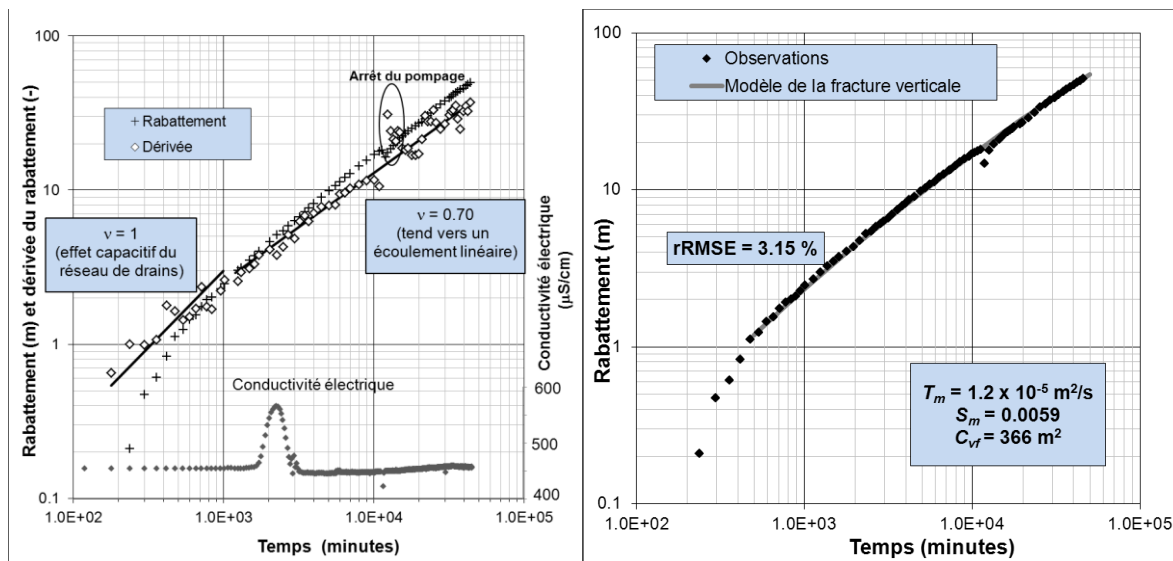 100
10
1
0.1
Rabattement (m) et dérivée du rabattement (-)
Rabattement
Dérivée
Arrêt du pompage
ν = 1
(effet capacitif du
réseau de drains)
ν = 0.70
(tend vers un
écoulement linéaire)
Conductivité électrique
600
500
400
Conductivité électrique
(µS/cm)
1.0E+02
1.0E+03
1.0E+04
1.0E+05
Temps (minutes)
100
10
1
0.1
Rabattement (m)
Observations
Modèle de la fracture verticale
rRMSE = 3.15 %
Tm = 1.2 x 10-5 m2/s
Sm = 0.0059
Cvf = 366 m2
1.0E+02
1.0E+03
1.0E+04
1.0E+05
Temps (minutes)